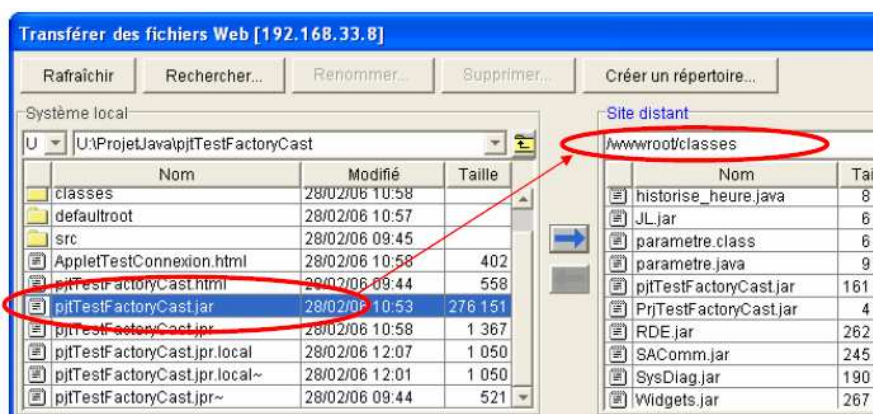 Transférer des fichiers Web [192.168.33.8]
Rafraîchir Rechercher... Renommer... Supprimer... Créer un répertoire...
Système local Site distant
U U:\ProjetJava\pjtTestFactoryCast /wwwroot/classes
Nom Modifié Taille Nom Tai
classes 28/02/06 10:58 historise_heure.java 8
defaultroot 28/02/06 10:57 JL.jar 6
src 28/02/06 09:45 parametre.class 6
AppletTestConnexion.html 28/02/06 10:58 402 parametre.java 9
pjtTestFactoryCast.html 28/02/06 09:44 558 pjtTestFactoryCast.jar 161
pjtTestFactoryCast.jar 28/02/06 10:53 276 151 PrjTestFactoryCast.jar 4
pjtTestFactoryCast.jpr 28/02/06 10:58 1 367 RDE.jar 262
pjtTestFactoryCast.jpr.local 28/02/06 12:07 1 050 SAComm.jar 245
pjtTestFactoryCast.jpr.local~ 28/02/06 12:01 1 050 SysDiag.jar 190
pjtTestFactoryCast.jpr~ 28/02/06 09:44 521 Widgets.jar 267